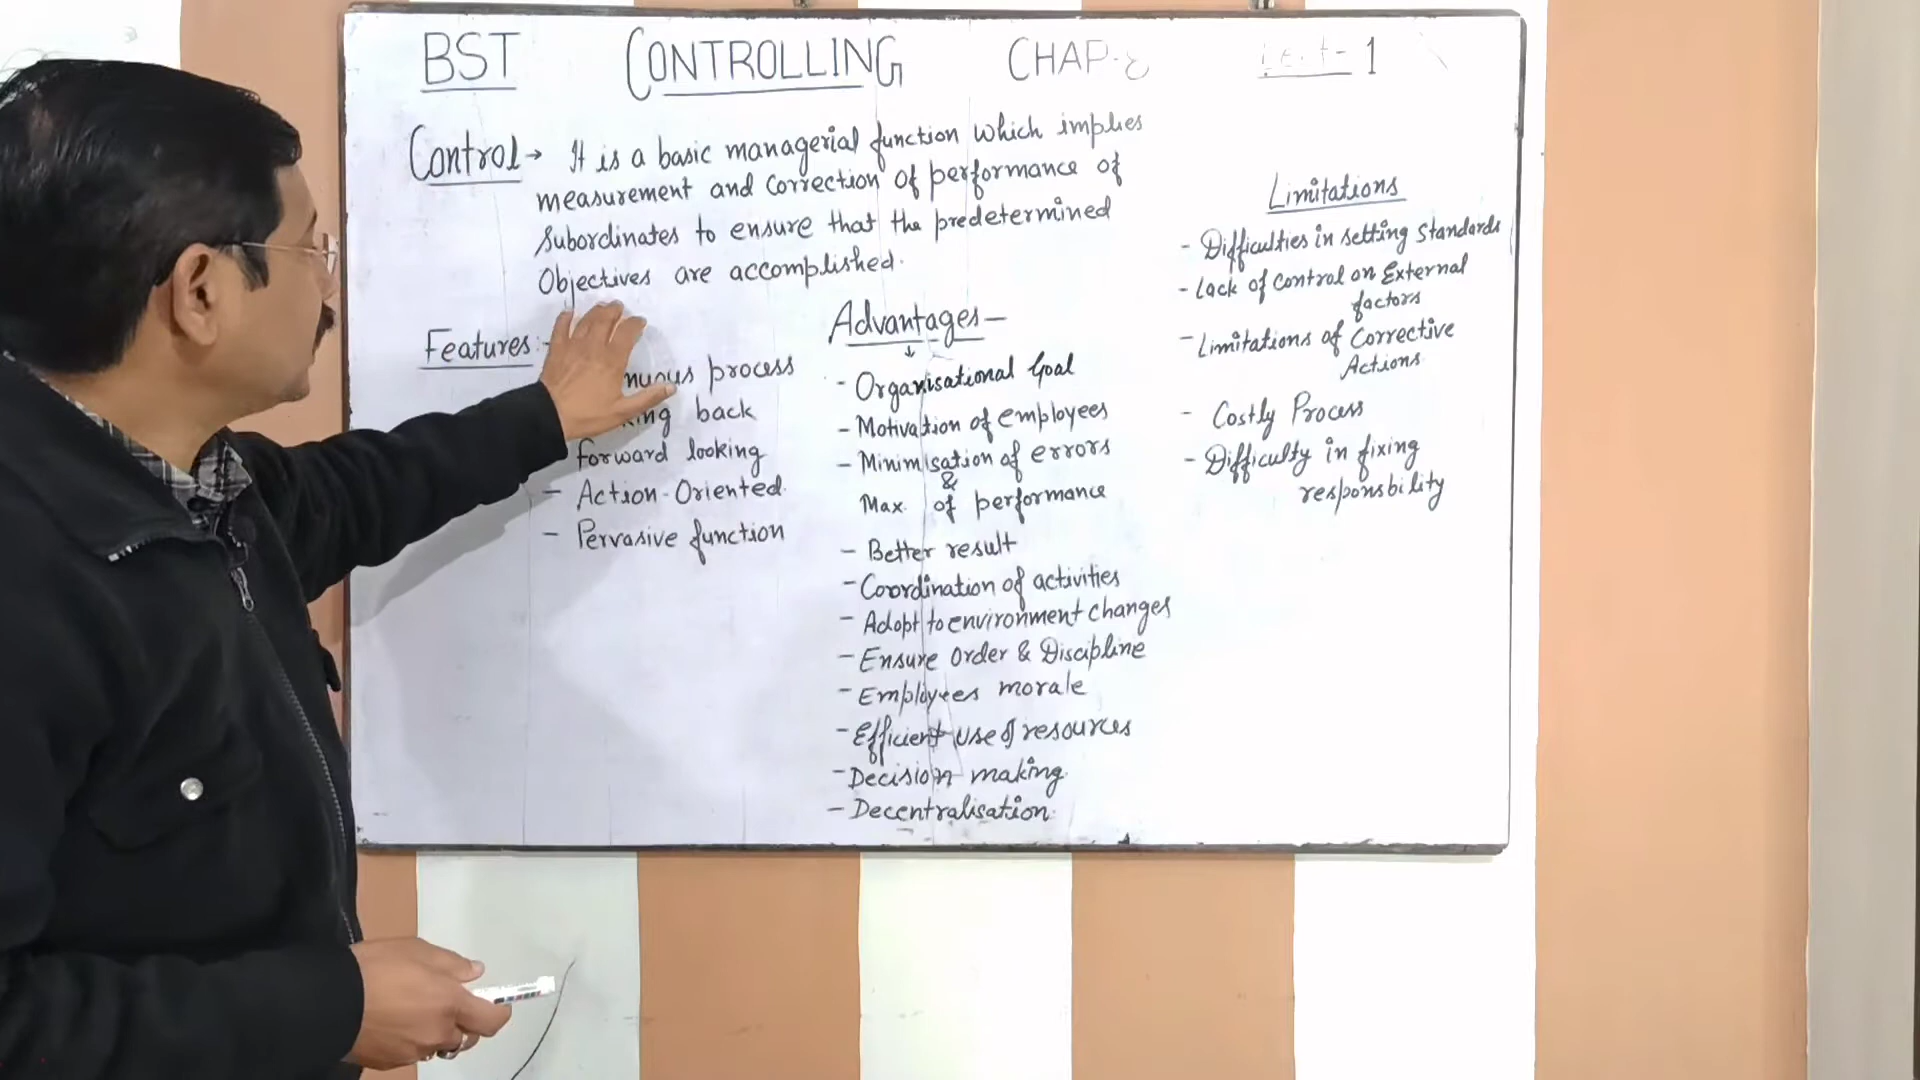 BST CONTROLLING CHAP-8 1
Control → It is a basic managerial function which implies
measurement and correction of performance of
Subordinates to ensure that the predetermined
Objectives are accomplished.
Features:-
process
back
forward looking
- Action-Oriented.
- Pervasive function
Advantages -
↓
- Organisational Goal
- Motivation of employees
- Minimisation of errors
&
Max. of performance
- Better result
- Coordination of activities
- Adopt to environment changes
- Ensure Order & Discipline
- Employees morale
- Efficient use of resources
- Decision making.
- Decentralisation.
Limitations
- Difficulties in setting Standards
- Lack of Control on External
factors
- Limitations of Corrective
Actions
- Costly Process
- Difficulty in fixing
responsbility